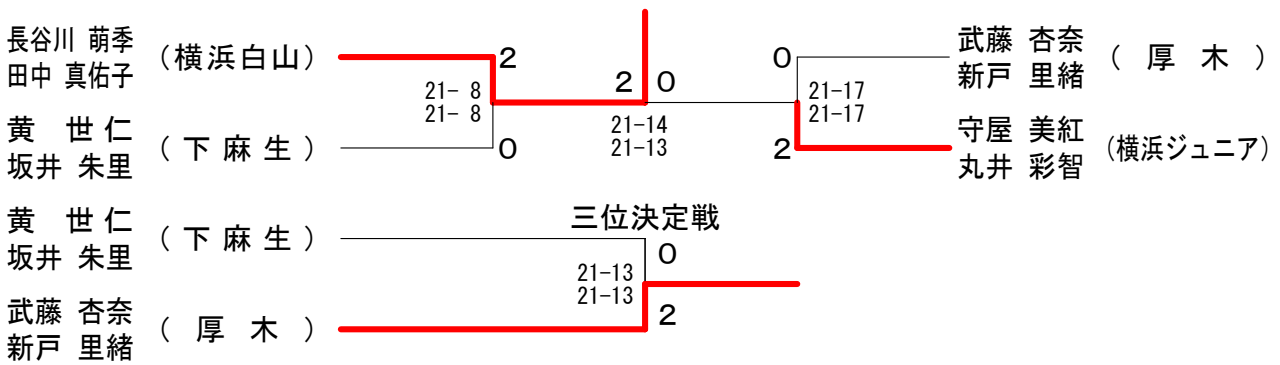 長谷川 萌季
田中 真佑子
(横浜白山)
2
21- 8
21- 8
0
黄 世仁
坂井 朱里
(下麻生)
2 0
21-14
21-13
0
武藤 杏奈
新戸 里緒
(厚木)
21-17
21-17
2
守屋 美紅
丸井 彩智
(横浜ジュニア)
三位決定戦
黄 世仁
坂井 朱里
(下麻生)
0
21-13
21-13
2
武藤 杏奈
新戸 里緒
(厚木)